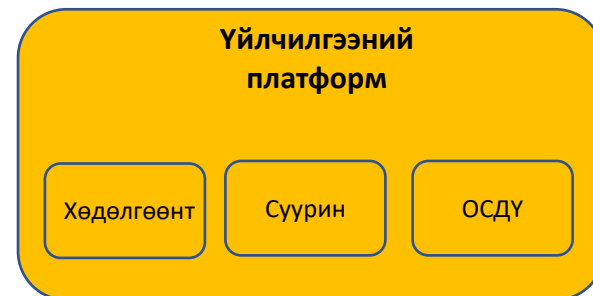 Үйлчилгээний
платформ
Хөдөлгөөнт
Суурин
ОСДҮ